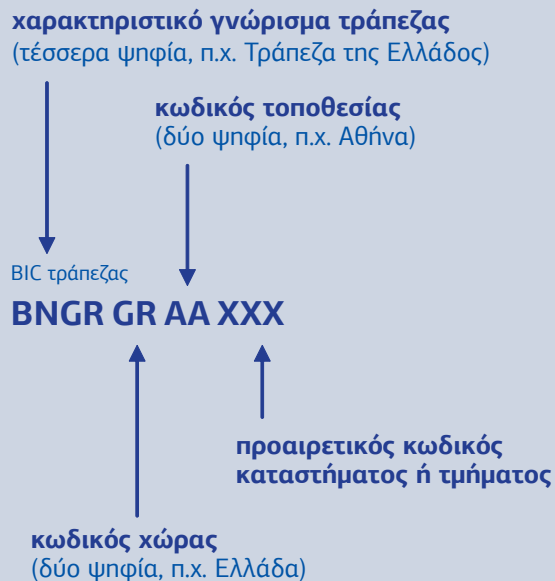 χαρακτηριστικό γνώρισμα τράπεζας
(τέσσερα ψηφία, π.χ. Τράπεζα της Ελλάδος)
κωδικός τοποθεσίας
(δύο ψηφία, π.χ. Αθήνα)
BIC τράπεζας
BNGR GR AA XXX
προαιρετικός κωδικός
καταστήματος ή τμήματος
κωδικός χώρας
(δύο ψηφία, π.χ. Ελλάδα)